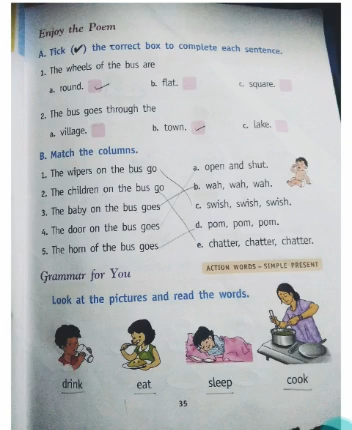 Enjoy the Poem
A. Tick (✔) the correct box to complete each sentence.
1. The wheels of the bus are
a. round. b. flat. c. square.
2. The bus goes through the
a. village. b. town. c. lake.
B. Match the columns.
1. The wipers on the bus go a. open and shut.
2. The children on the bus go b. wah, wah, wah.
3. The baby on the bus goes c. swish, swish, swish.
4. The door on the bus goes d. pom, pom, pom.
5. The horn of the bus goes e. chatter, chatter, chatter.
Grammar for You
ACTION WORDS – SIMPLE PRESENT
Look at the pictures and read the words.
drink eat sleep cook
35